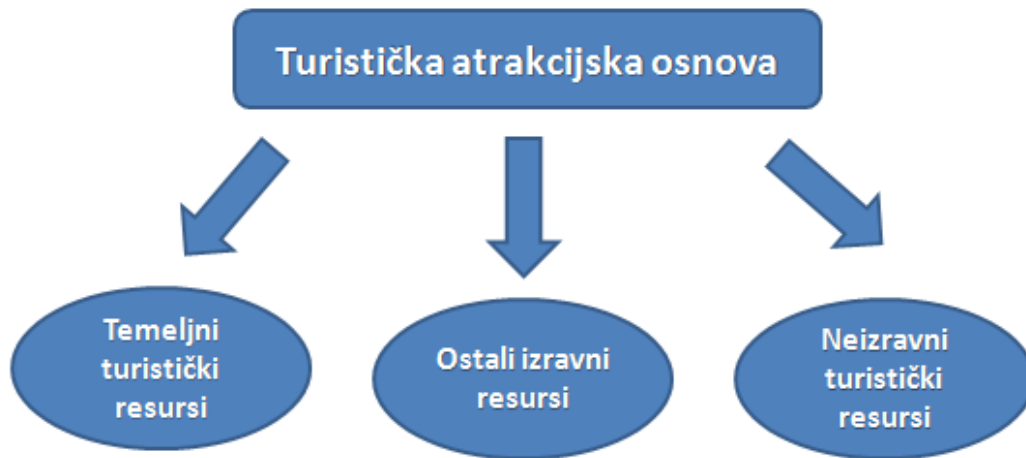 Turistička atrakcijska osnova
Temeljni
turistički
resursi
Ostali izravni
resursi
Neizravni
turistički
resursi